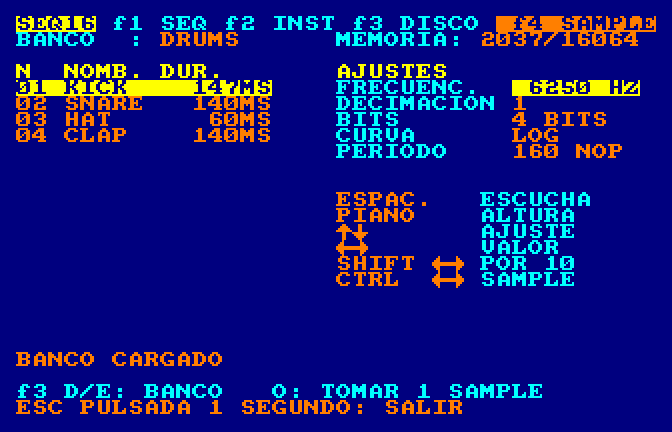 SEQ16 f1 SEQ f2 INST f3 DISCO f4 SAMPLE
BANCO : DRUMS MEMORIA: 2037/16064
N NOMB. DUR. AJUSTES
01 KICK 147MS FRECUENC. 6250 HZ
02 SNARE 140MS DECIMACION 1
03 HAT 60MS BITS 4 BITS
04 CLAP 140MS CURVA LOG
PERIODO 160 NOP
ESPAC. ESCUCHA
PIANO ALTURA
↑↓ AJUSTE
↔ VALOR
SHIFT ↔ POR 10
CTRL ↔ SAMPLE
BANCO CARGADO
f3 D/E: BANCO O: TOMAR 1 SAMPLE
ESC PULSADA 1 SEGUNDO: SALIR